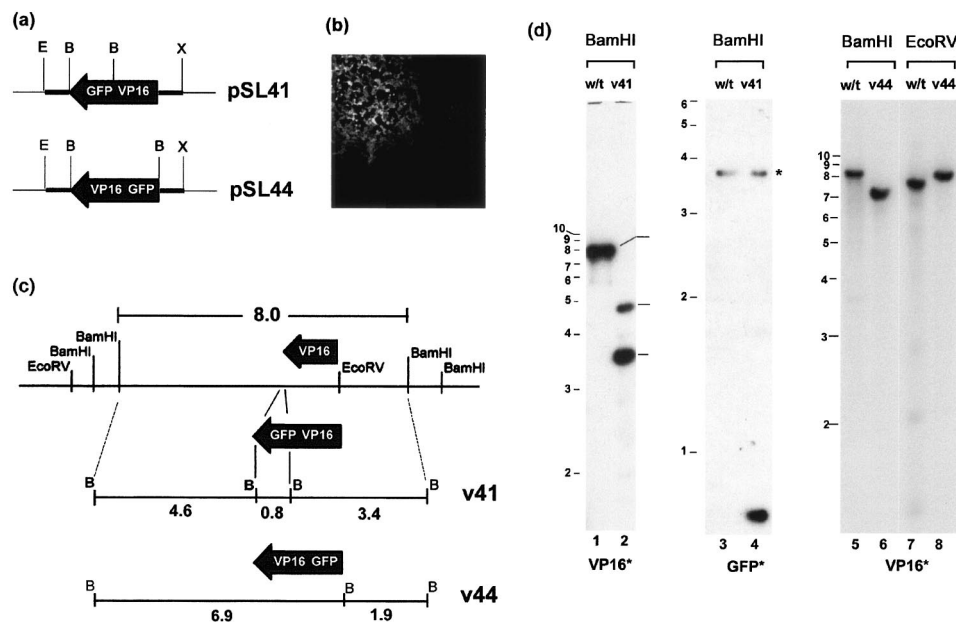 (a)
E B B X
GFP VP16
pSL41
E B B X
VP16 GFP
pSL44
(b)
(c)
8.0
BamHI
BamHI
EcoRV
VP16
EcoRV
BamHI
BamHI
GFP VP16
B B B B
v41
4.6 0.8 3.4
VP16 GFP
B B B
v44
6.9 1.9
(d)
BamHI
w/t v41
10
9
8
7
6
5
4
3
2
1 2
VP16*
BamHI
w/t v41
6
5
4
*
3
2
1
3 4
GFP*
BamHI EcoRV
w/t v44 w/t v44
10
9
8
7
5
3
2
5 6 7 8
VP16*